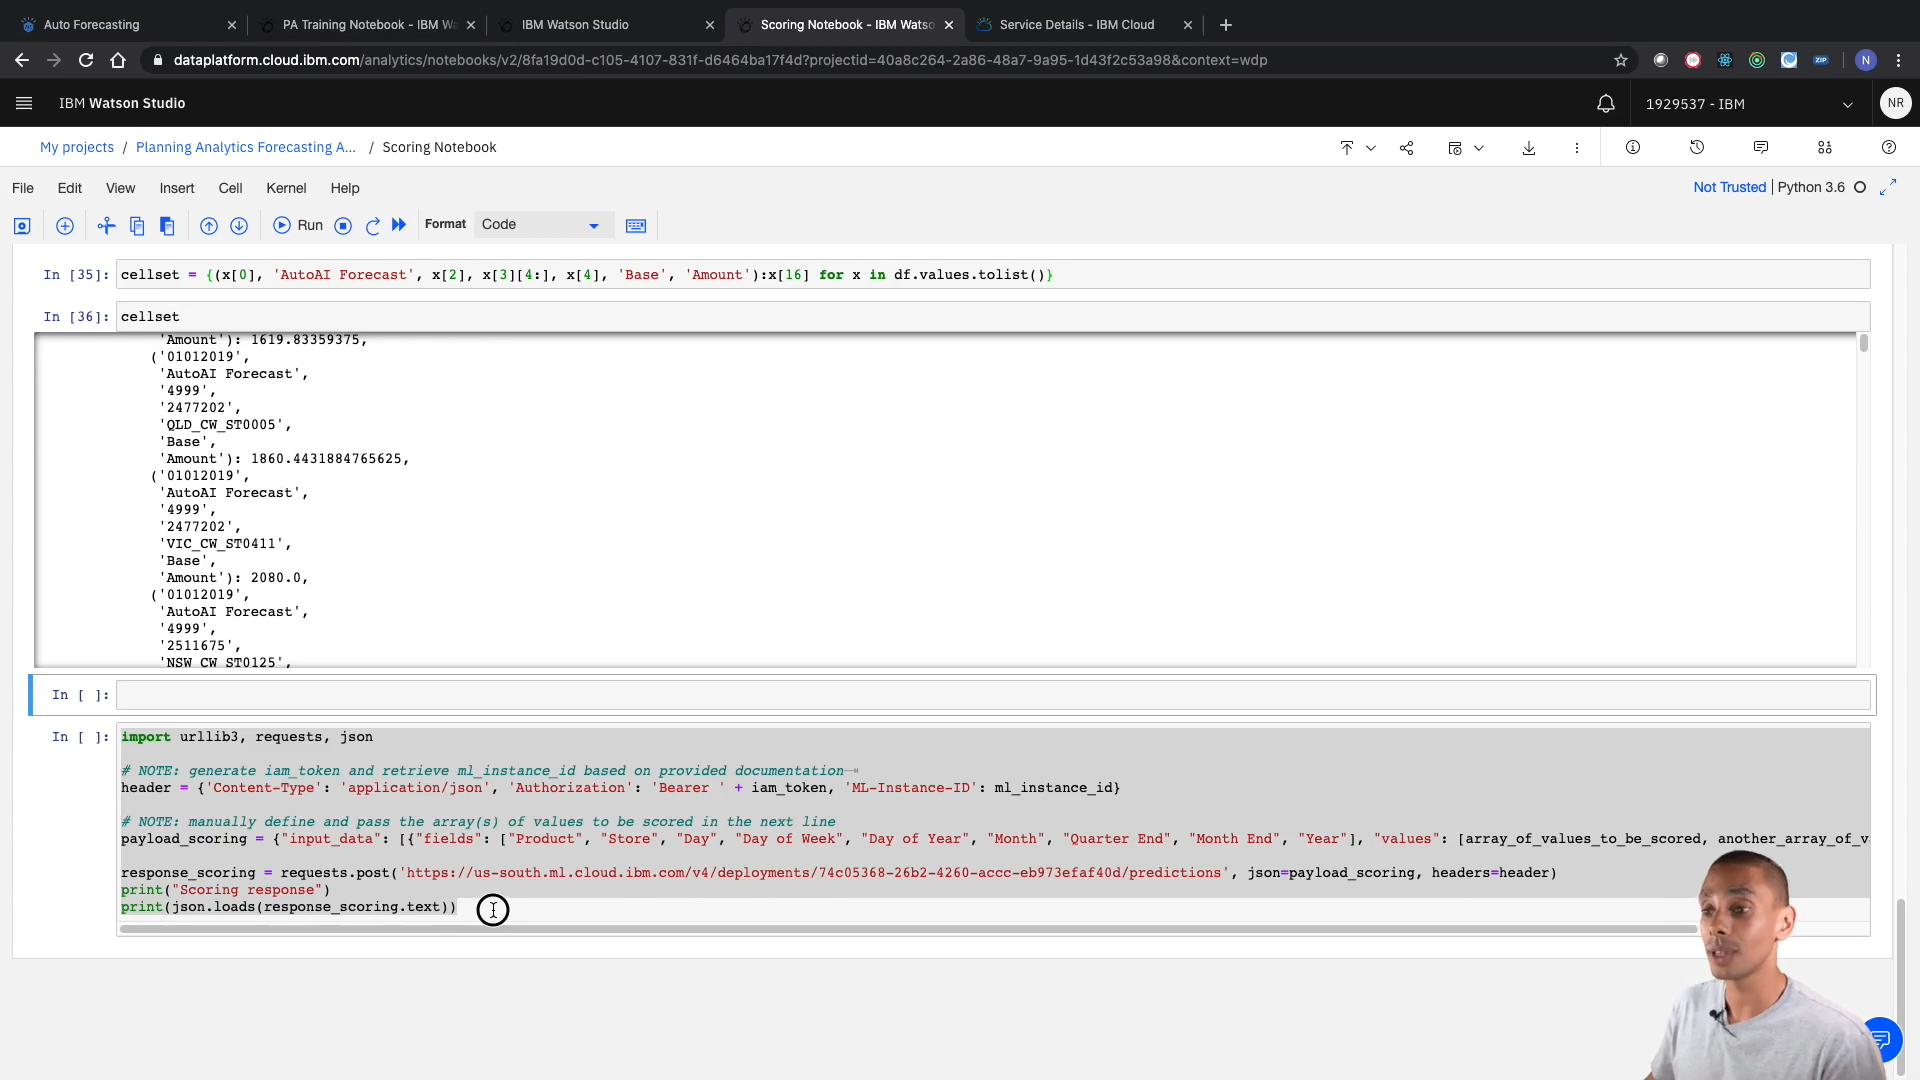 Auto Forecasting
PA Training Notebook - IBM Wa
IBM Watson Studio
Scoring Notebook - IBM Watso
Service Details - IBM Cloud
dataplatform.cloud.ibm.com/analytics/notebooks/v2/8fa19d0d-c105-4107-831f-d6464ba17f4d?projectid=40a8c264-2a86-48a7-9a95-1d43f2c53a98&context=wdp
ZIP
N
IBM Watson Studio
1929537 - IBM
NR
My projects / Planning Analytics Forecasting A... / Scoring Notebook
File Edit View Insert Cell Kernel Help
Not Trusted | Python 3.6
Run
Format
Code
In [35]: cellset = {(x[0], 'AutoAI Forecast', x[2], x[3][4:], x[4], 'Base', 'Amount'):x[16] for x in df.values.tolist()}
In [36]: cellset
'Amount'): 1619.83359375,
('01012019',
'AutoAI Forecast',
'4999',
'2477202',
'QLD_CW_ST0005',
'Base',
'Amount'): 1860.4431884765625,
('01012019',
'AutoAI Forecast',
'4999',
'2477202',
'VIC_CW_ST0411',
'Base',
'Amount'): 2080.0,
('01012019',
'AutoAI Forecast',
'4999',
'2511675',
'NSW_CW_ST0125',
In [ ]:
In [ ]: import urllib3, requests, json
# NOTE: generate iam_token and retrieve ml_instance_id based on provided documentation
header = {'Content-Type': 'application/json', 'Authorization': 'Bearer ' + iam_token, 'ML-Instance-ID': ml_instance_id}
# NOTE: manually define and pass the array(s) of values to be scored in the next line
payload_scoring = {"input_data": [{"fields": ["Product", "Store", "Day", "Day of Week", "Day of Year", "Month", "Quarter End", "Month End", "Year"], "values": [array_of_values_to_be_scored, another_array_of_v
response_scoring = requests.post('https://us-south.ml.cloud.ibm.com/v4/deployments/74c05368-26b2-4260-accc-eb973efaf40d/predictions', json=payload_scoring, headers=header)
print("Scoring response")
print(json.loads(response_scoring.text))